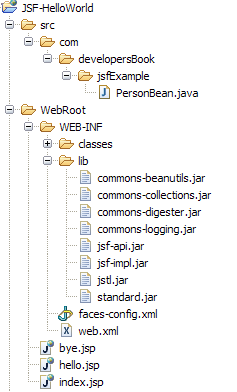 JSF-HelloWorld
src
com
developersBook
jsfExample
PersonBean.java
WebRoot
WEB-INF
classes
lib
commons-beanutils.jar
commons-collections.jar
commons-digester.jar
commons-logging.jar
jsf-api.jar
jsf-impl.jar
jstl.jar
standard.jar
faces-config.xml
web.xml
bye.jsp
hello.jsp
index.jsp